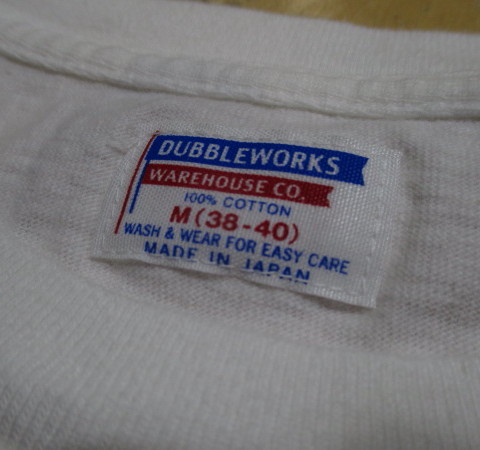 DUBBLEWORKS
WAREHOUSE CO.
100% COTTON
M (38-40)
WASH & WEAR FOR EASY CARE
MADE IN JAPAN